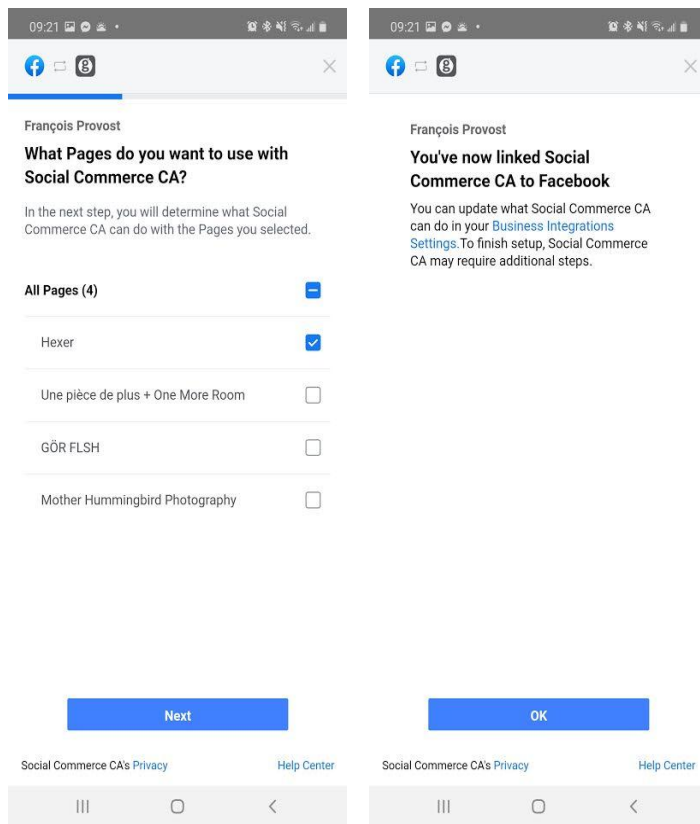 09:21
François Provost
What Pages do you want to use with
Social Commerce CA?
In the next step, you will determine what Social
Commerce CA can do with the Pages you selected.
All Pages (4)
Hexer
Une pièce de plus + One More Room
GÖR FLSH
Mother Hummingbird Photography
Next
Social Commerce CA's Privacy
Help Center
09:21
François Provost
You've now linked Social
Commerce CA to Facebook
You can update what Social Commerce CA
can do in your Business Integrations
Settings.To finish setup, Social Commerce
CA may require additional steps.
OK
Social Commerce CA's Privacy
Help Center